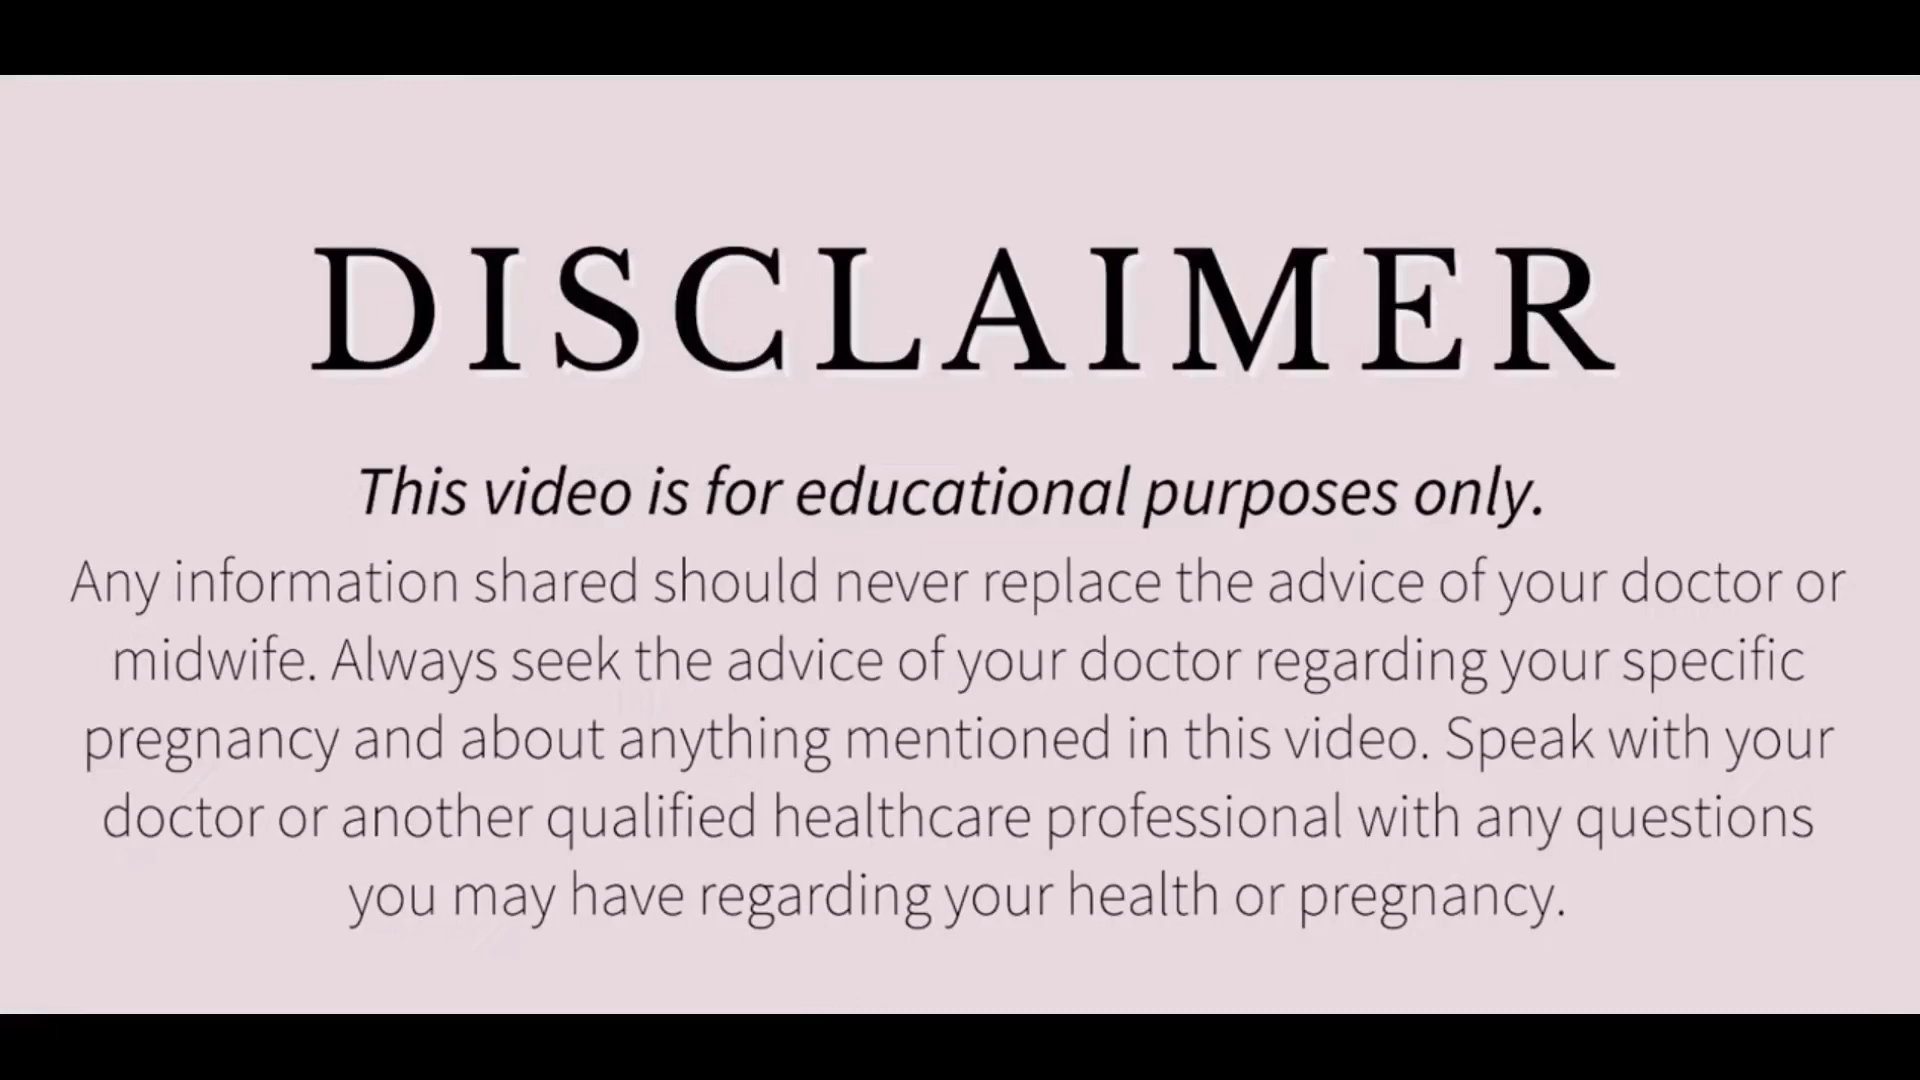 DISCLAIMER
This video is for educational purposes only.
Any information shared should never replace the advice of your doctor or
midwife. Always seek the advice of your doctor regarding your specific
pregnancy and about anything mentioned in this video. Speak with your
doctor or another qualified healthcare professional with any questions
you may have regarding your health or pregnancy.